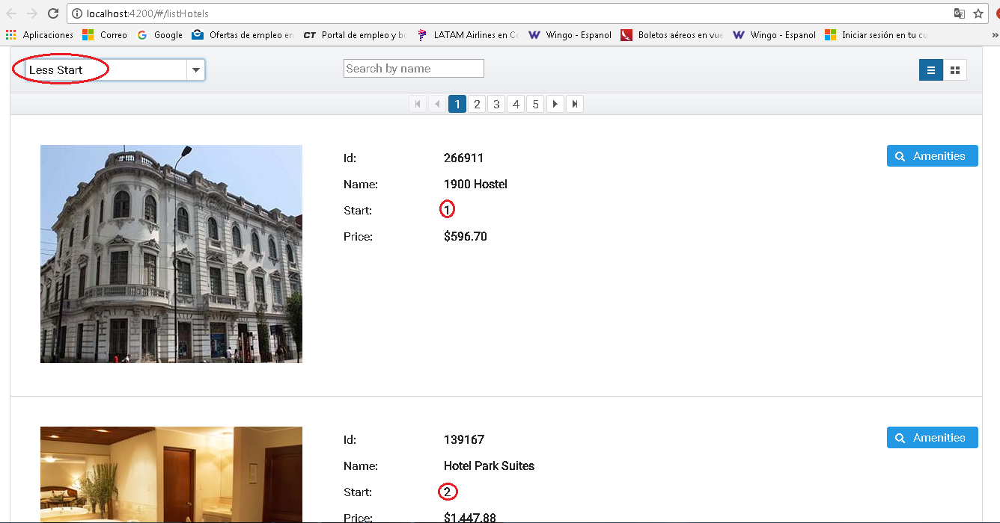 localhost:4200/#/listHotels
Aplicaciones Correo Google Ofertas de empleo en CT Portal de empleo y bo LATAM Airlines en Co Wingo - Espanol Boletos aéreos en vue Wingo - Espanol Iniciar sesión en tu cu »
Less Start Search by name
1 2 3 4 5
Id: 266911 Amenities
Name: 1900 Hostel
Start: 1
Price: $596.70
Id: 139167 Amenities
Name: Hotel Park Suites
Start: 2
Price: $1,447.88